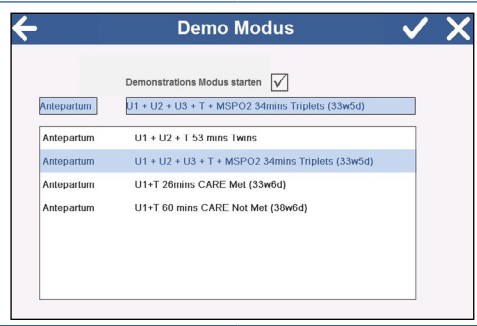 Demo Modus
Demonstrations Modus starten
Antepartum U1 + U2 + U3 + T + MSPO2 34mins Triplets (33w5d)
Antepartum U1 + U2 + T 53 mins Twins
Antepartum U1 + U2 + U3 + T + MSPO2 34mins Triplets (33w5d)
Antepartum U1+T 26mins CARE Met (33w6d)
Antepartum U1+T 60 mins CARE Not Met (38w6d)